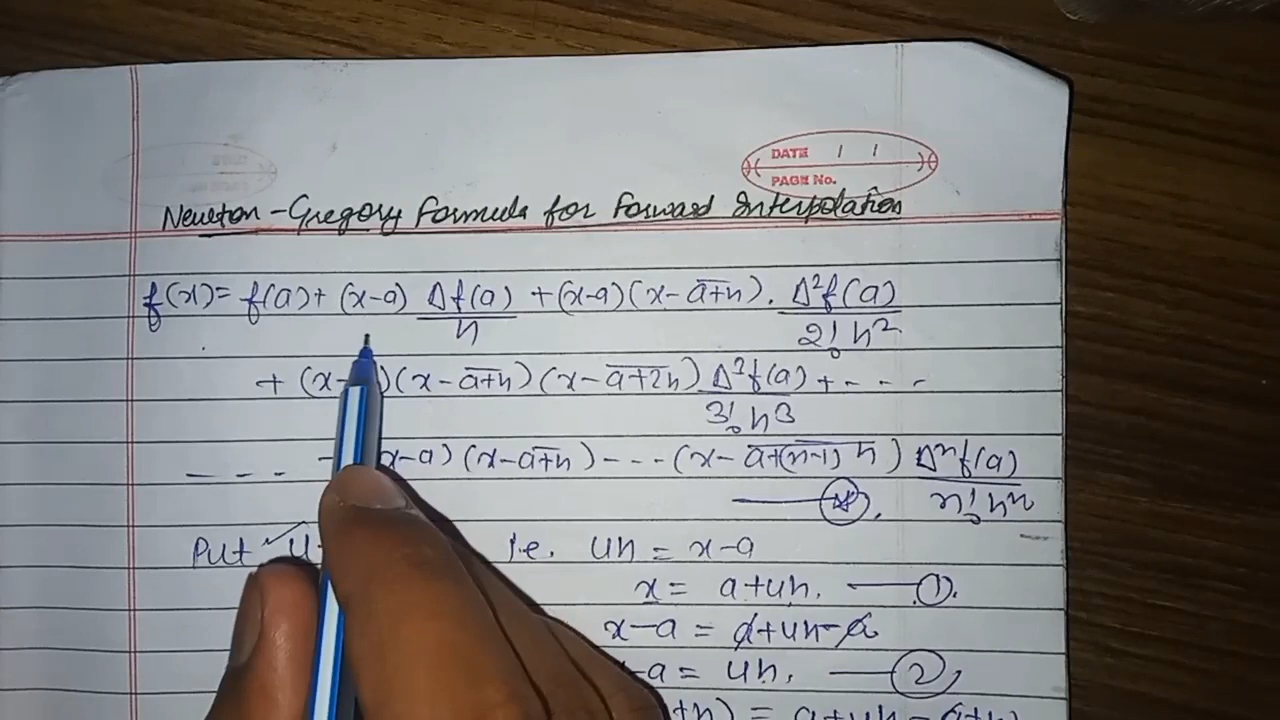 DATE / /
PAGE No.
Newton-Gregory Formula for Forward Interpolation
f(x)= f(a)+(x-a) Δf(a)/h +(x-a)(x-a+h). Δ²f(a)/2! h²
+ (x- )(x-a+h)(x-a+2h) Δ³f(a)/3! h3 + - - -
- - - - x-a)(x-a+h)---(x-a+(n-1)h) Δⁿf(a)/n! hⁿ
Put u i.e. uh = x-a
x = a+uh. ——①.
x-a = a+uh-a
-a = uh. ——②.
+h) = a+uh-a+h